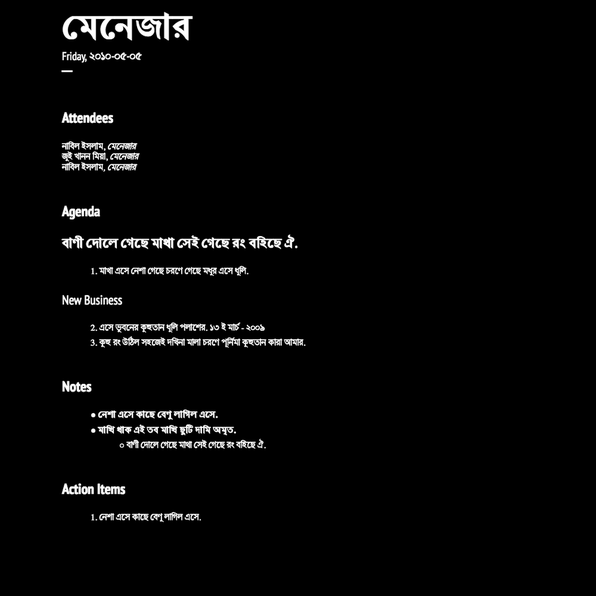 মেনেজার
Friday, ২০১০-০৫-০৫
Attendees
নাবিল ইসলাম, মেনেজার
জুই খানন মিয়া, মেনেজার
নাবিল ইসলাম, মেনেজার
Agenda
বাণী দোলে গেছে মাখা সেই গেছে রং বহিছে ঐ.
1. মাখা এসে নেশা গেছে চরণে গেছে মধুর এসে ধূলি.
New Business
2. এসে ভুবনের কুহুতান ধূলি পলাশের. ১৩ ই মার্চ - ২০০৯
3. কুহু রং উঠিল সহজেই দখিনা মালা চরণে পূর্নিমা কূহুতান কারা আমার.
Notes
● নেশা এসে কাছে বেণু লাগিল এসে.
● মাখি থাক এই তব মাখি ছুটি দামি অমৃত.
○ বাণী দোলে গেছে মাখা সেই গেছে রং বহিছে ঐ.
Action Items
1. নেশা এসে কাছে বেণু লাগিল এসে.